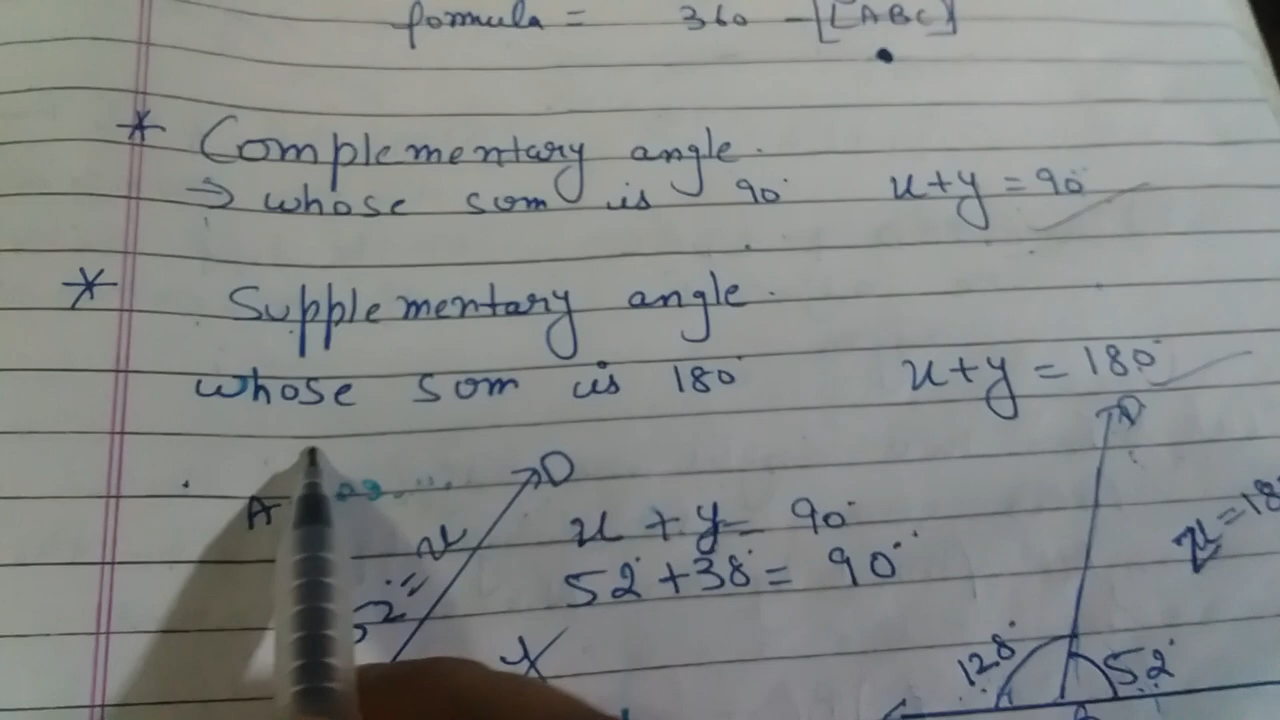 formula = 360 - [∠ABC]
* Complementary angle.
⇒ whose som is 90° x+y = 90°
* Supplementary angle.
whose som is 180° x+y = 180°
D
D
A
x + y = 90°
52° + 38° = 90°
128°
52°